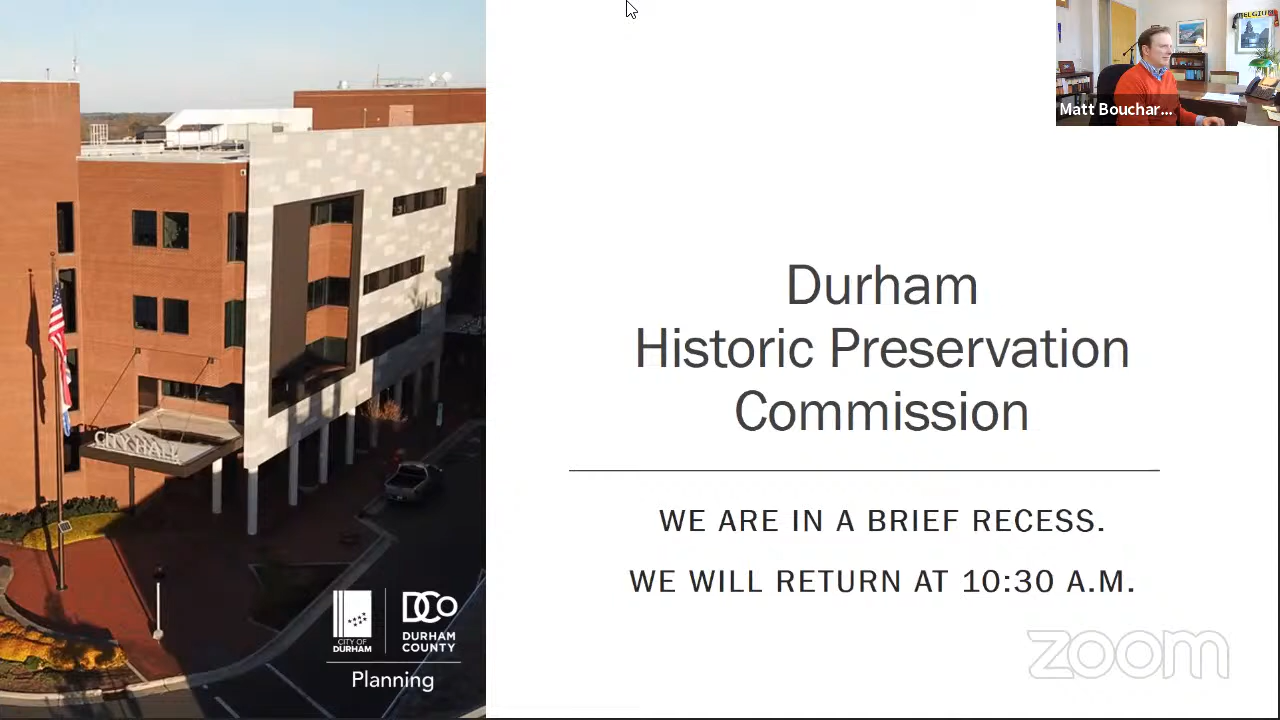 Matt Bouchar...
Durham
Historic Preservation
Commission
WE ARE IN A BRIEF RECESS.
WE WILL RETURN AT 10:30 A.M.
CITY HALL
CITY OF
DURHAM
DCO
DURHAM
COUNTY
Planning
zoom